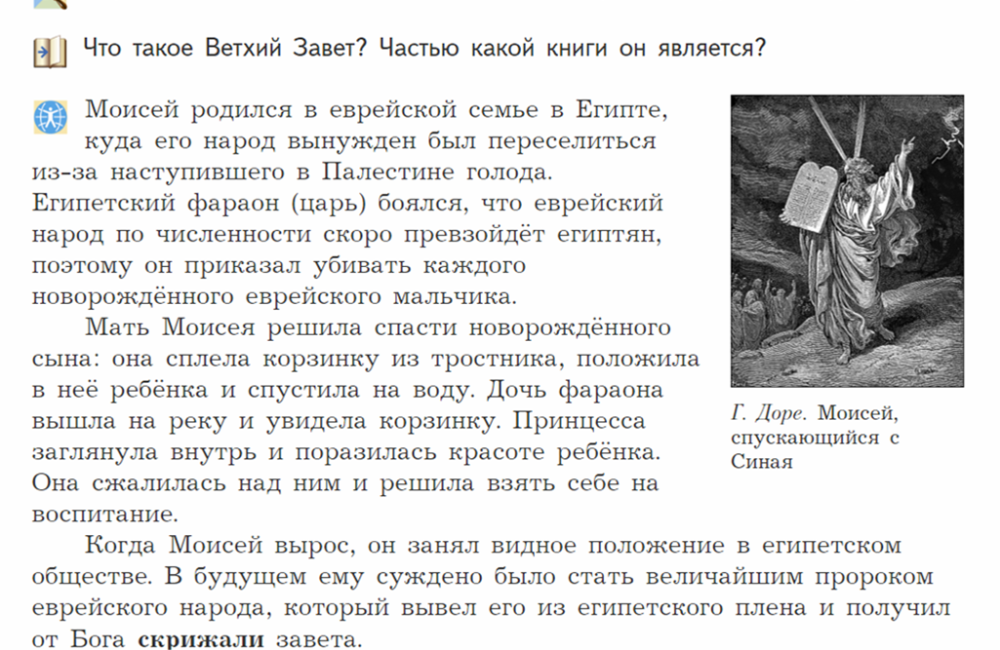 Что такое Ветхий Завет? Частью какой книги он является?
Моисей родился в еврейской семье в Египте,
куда его народ вынужден был переселиться
из-за наступившего в Палестине голода.
Египетский фараон (царь) боялся, что еврейский
народ по численности скоро превзойдёт египтян,
поэтому он приказал убивать каждого
новорождённого еврейского мальчика.
Мать Моисея решила спасти новорождённого
сына: она сплела корзинку из тростника, положила
в неё ребёнка и спустила на воду. Дочь фараона
вышла на реку и увидела корзинку. Принцесса
заглянула внутрь и поразилась красоте ребёнка.
Она сжалилась над ним и решила взять себе на
воспитание.
Г. Доре. Моисей,
спускающийся с
Синая
Когда Моисей вырос, он занял видное положение в египетском
обществе. В будущем ему суждено было стать величайшим пророком
еврейского народа, который вывел его из египетского плена и получил
от Бога скрижали завета.